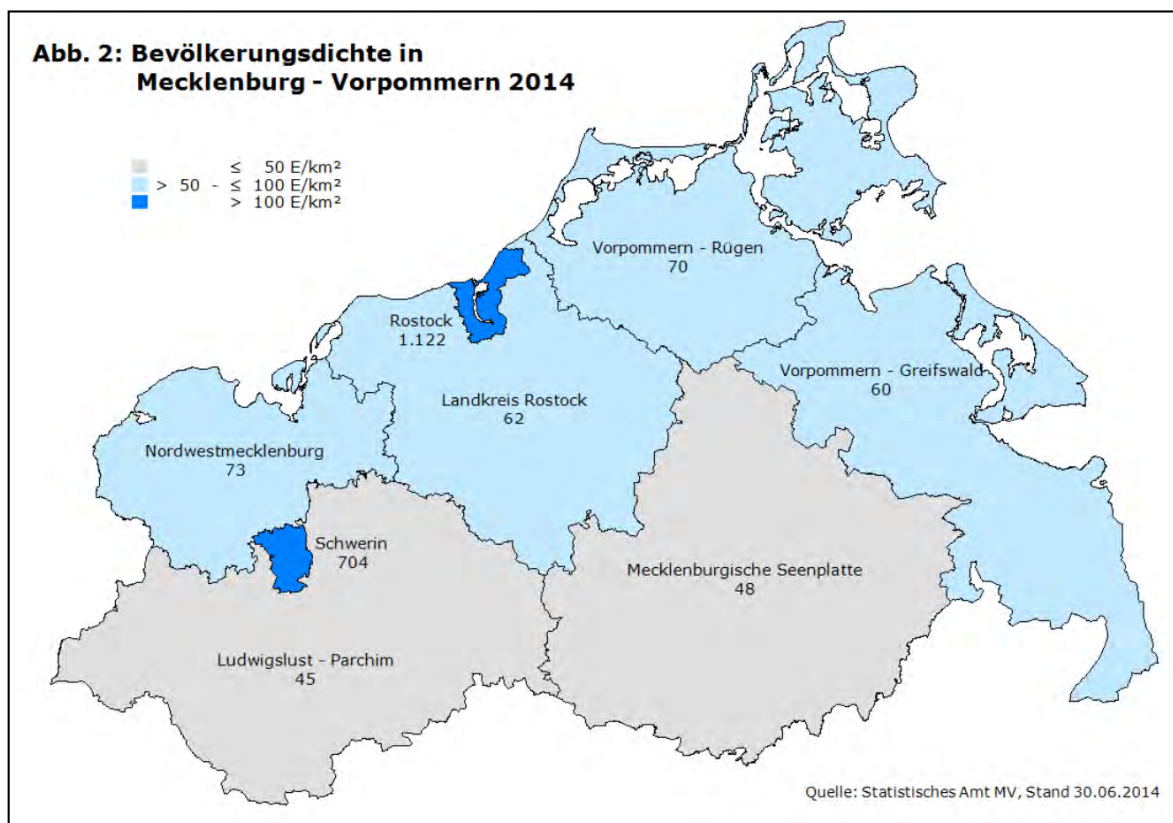 Abb. 2: Bevölkerungsdichte in
Mecklenburg - Vorpommern 2014
≤ 50 E/km²
> 50 - ≤ 100 E/km²
> 100 E/km²
Vorpommern - Rügen
70
Rostock
1.122
Vorpommern - Greifswald
60
Landkreis Rostock
62
Nordwestmecklenburg
73
Schwerin
704
Mecklenburgische Seenplatte
48
Ludwigslust - Parchim
45
Quelle: Statistisches Amt MV, Stand 30.06.2014